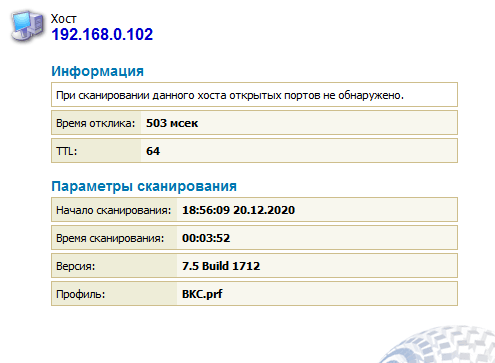 Хост
192.168.0.102
Информация
При сканировании данного хоста открытых портов не обнаружено.
Время отклика: 503 мсек
TTL: 64
Параметры сканирования
Начало сканирования: 18:56:09 20.12.2020
Время сканирования: 00:03:52
Версия: 7.5 Build 1712
Профиль: BKC.prf